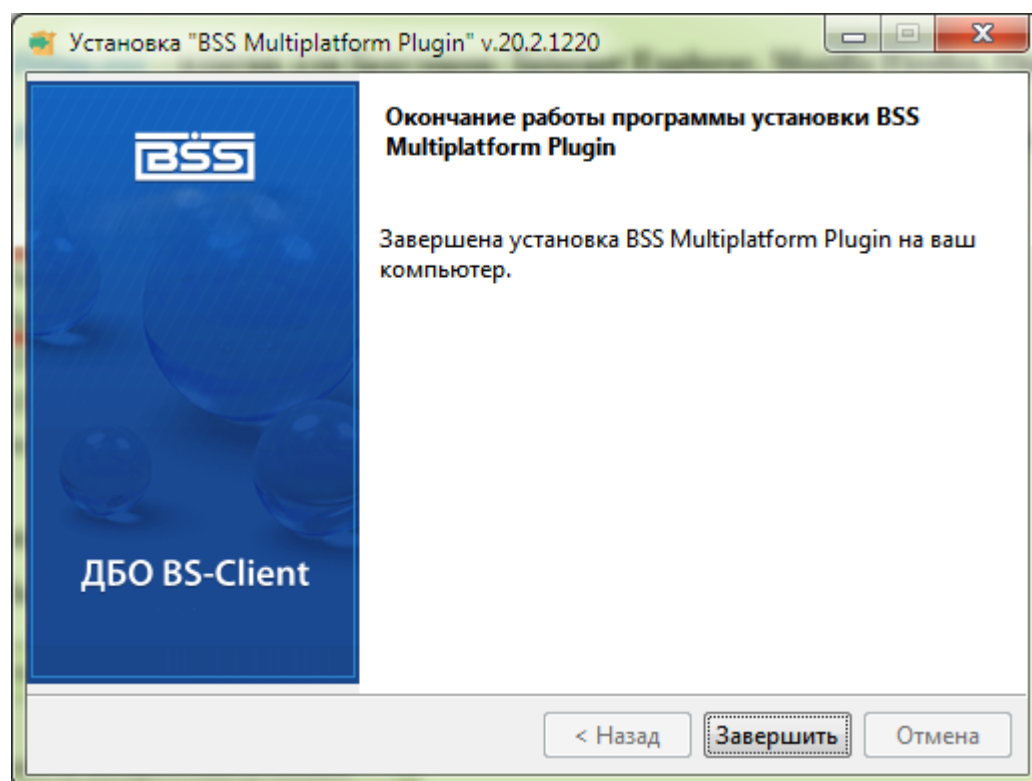 Установка "BSS Multiplatform Plugin" v.20.2.1220
BSS
Окончание работы программы установки BSS
Multiplatform Plugin
Завершена установка BSS Multiplatform Plugin на ваш
компьютер.
ДБО BS-Client
< Назад
Завершить
Отмена